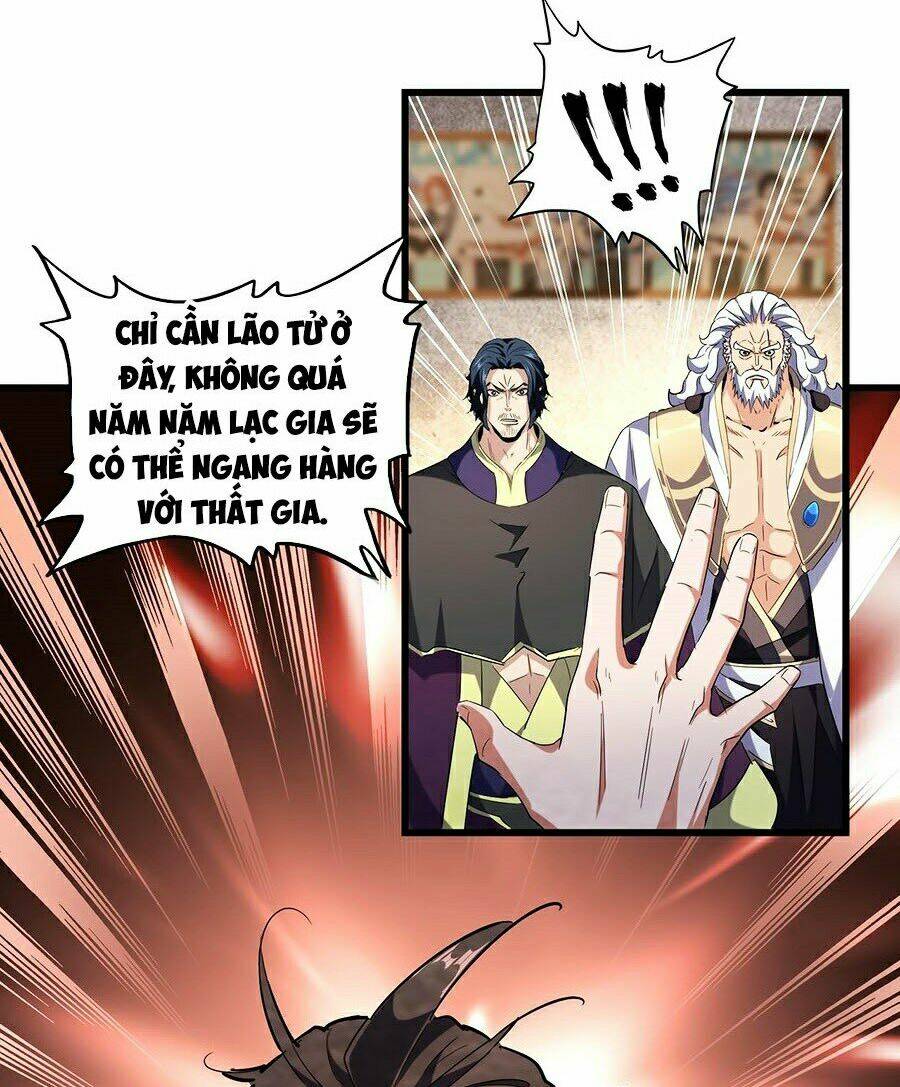 !!!
CHỈ CẦN LÃO TỬ Ở
ĐÂY, KHÔNG QUÁ
NĂM NĂM LẠC GIA SẼ
CÓ THỂ NGANG HÀNG
VỚI THẤT GIA.